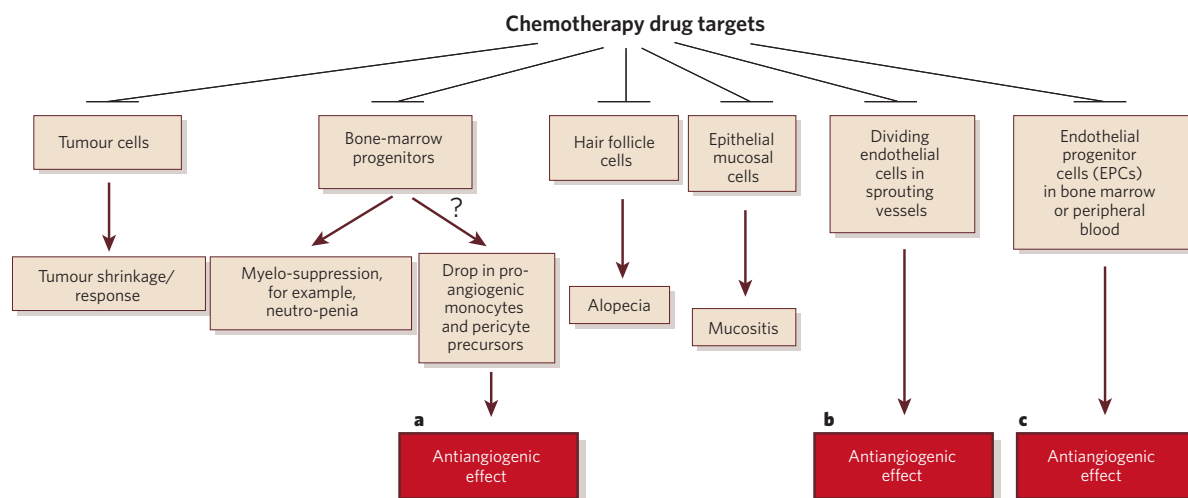 Chemotherapy drug targets
Tumour cells
Bone-marrow
progenitors
Hair follicle
cells
Epithelial
mucosal
cells
Dividing
endothelial
cells in
sprouting
vessels
Endothelial
progenitor
cells (EPCs)
in bone marrow
or peripheral
blood
?
Tumour shrinkage/
response
Myelo-suppression,
for example,
neutro-penia
Drop in pro-
angiogenic
monocytes
and pericyte
precursors
Alopecia
Mucositis
a
Antiangiogenic
effect
b
Antiangiogenic
effect
c
Antiangiogenic
effect